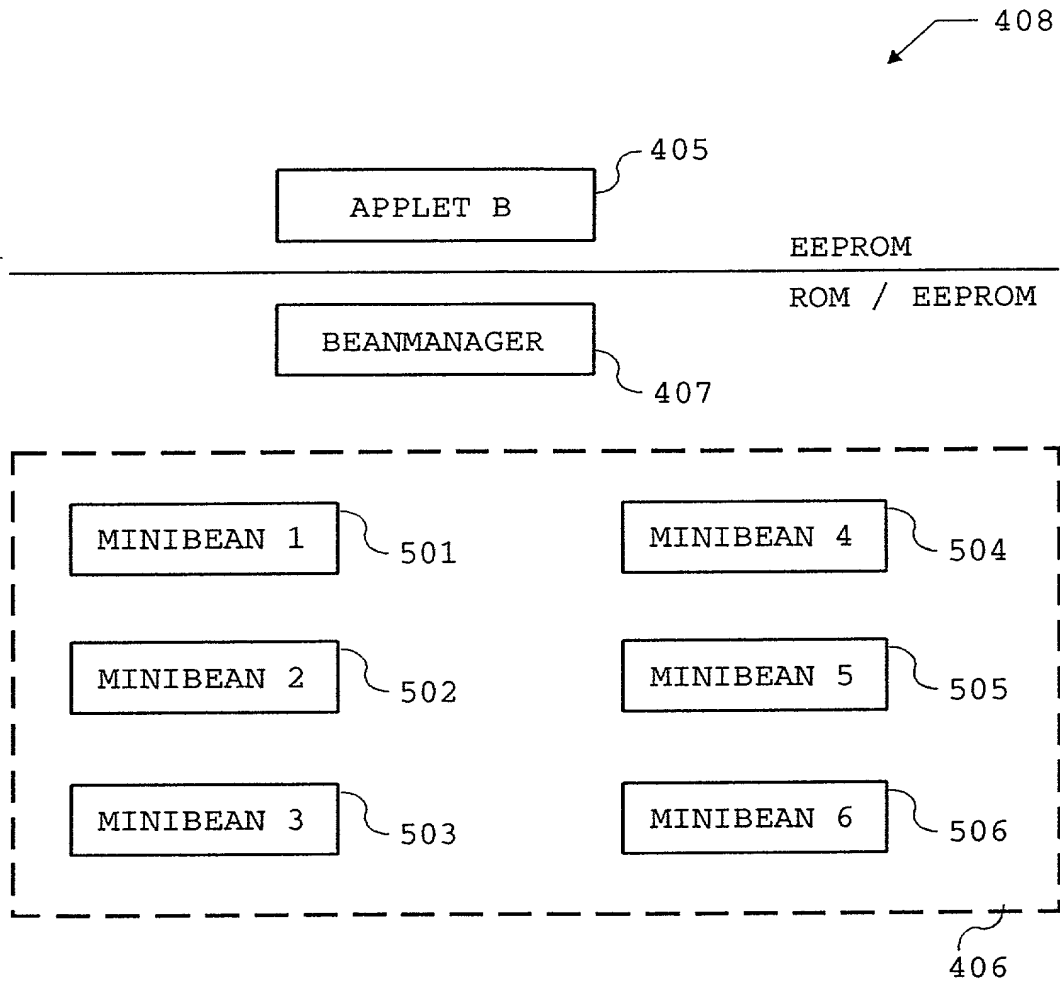 408
405
APPLET B
EEPROM
ROM / EEPROM
BEANMANAGER
407
MINIBEAN 1
501
MINIBEAN 4
504
MINIBEAN 2
502
MINIBEAN 5
505
MINIBEAN 3
503
MINIBEAN 6
506
406